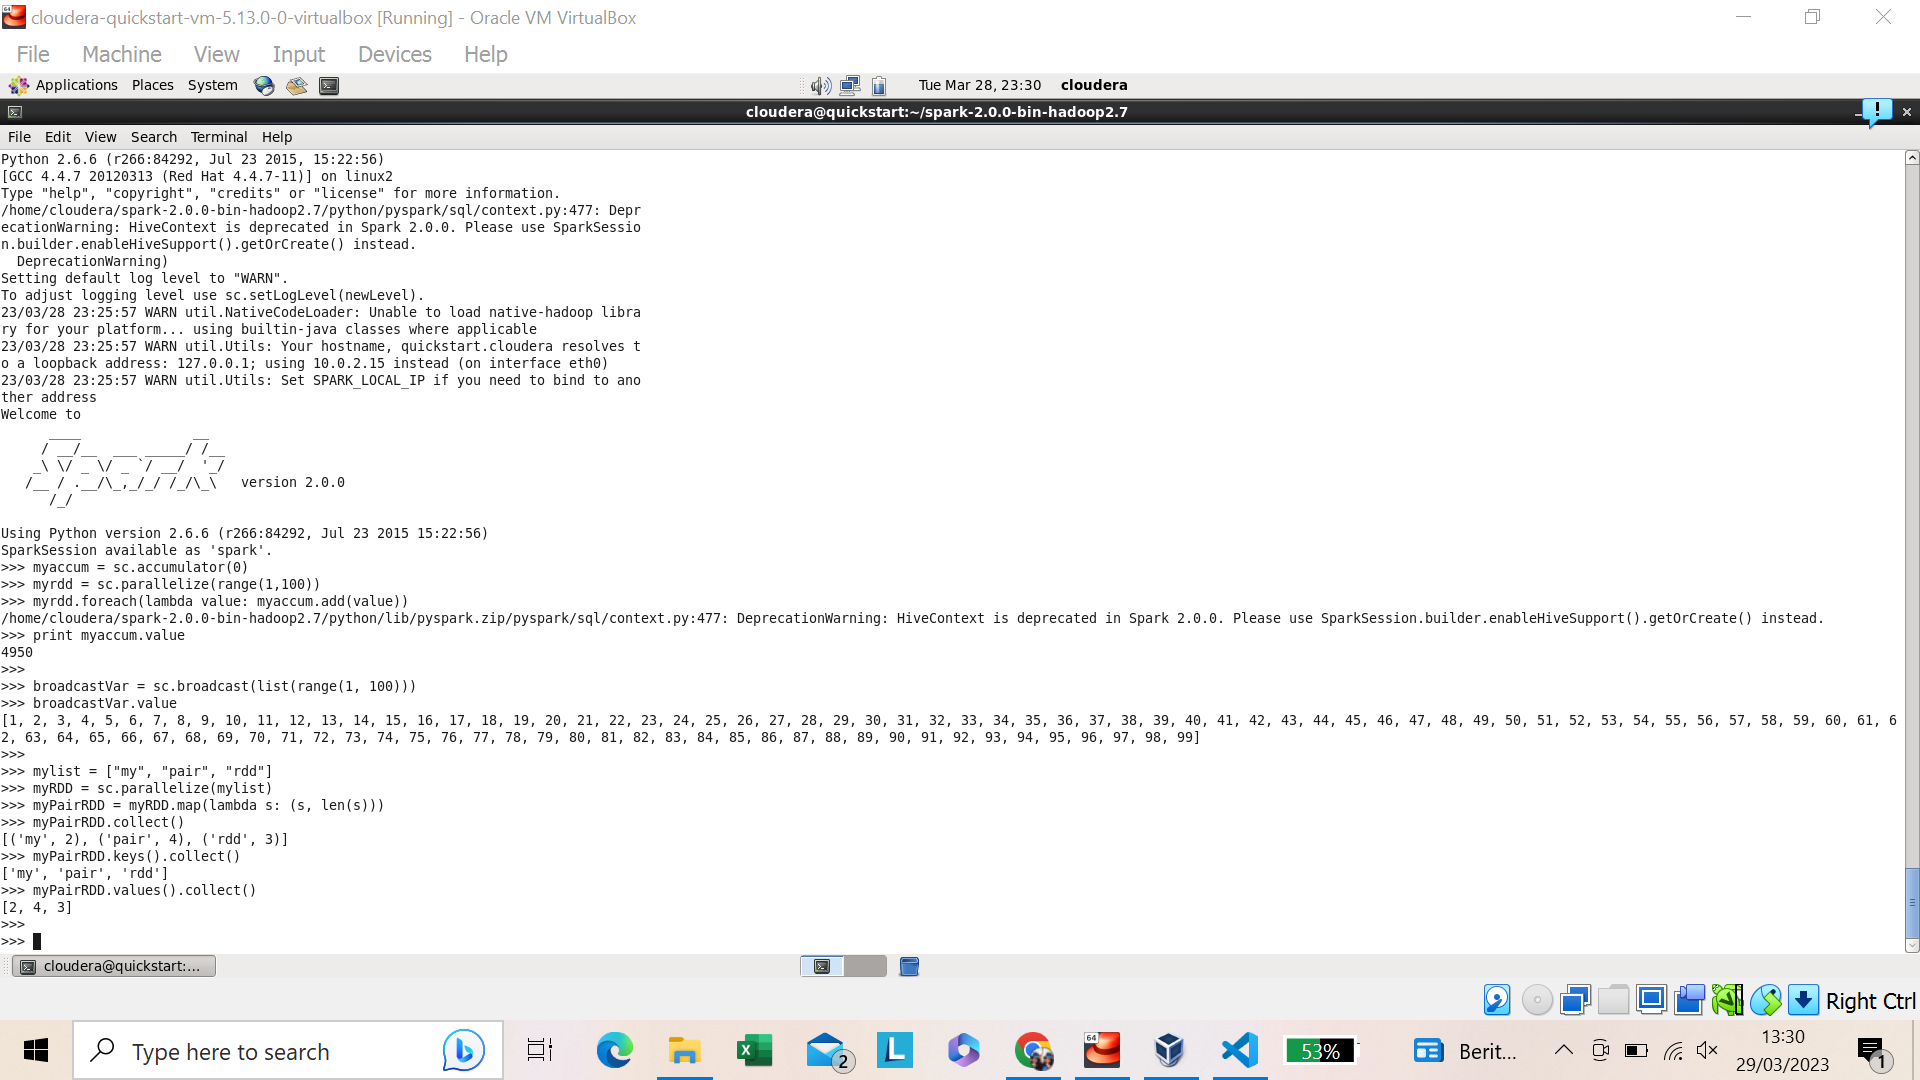 cloudera-quickstart-vm-5.13.0-0-virtualbox [Running] - Oracle VM VirtualBox
File Machine View Input Devices Help
Applications Places System Tue Mar 28, 23:30 cloudera
cloudera@quickstart:~/spark-2.0.0-bin-hadoop2.7
File Edit View Search Terminal Help
Python 2.6.6 (r266:84292, Jul 23 2015, 15:22:56)
[GCC 4.4.7 20120313 (Red Hat 4.4.7-11)] on linux2
Type "help", "copyright", "credits" or "license" for more information.
/home/cloudera/spark-2.0.0-bin-hadoop2.7/python/pyspark/sql/context.py:477: Depr
ecationWarning: HiveContext is deprecated in Spark 2.0.0. Please use SparkSessio
n.builder.enableHiveSupport().getOrCreate() instead.
  DeprecationWarning)
Setting default log level to "WARN".
To adjust logging level use sc.setLogLevel(newLevel).
23/03/28 23:25:57 WARN util.NativeCodeLoader: Unable to load native-hadoop libra
ry for your platform... using builtin-java classes where applicable
23/03/28 23:25:57 WARN util.Utils: Your hostname, quickstart.cloudera resolves t
o a loopback address: 127.0.0.1; using 10.0.2.15 instead (on interface eth0)
23/03/28 23:25:57 WARN util.Utils: Set SPARK_LOCAL_IP if you need to bind to ano
ther address
Welcome to
      ____              __
     / __/__  ___ _____/ /__
    _\ \/ _ \/ _ `/ __/  '_/
   /__ / .__/\_,_/_/ /_/\_\   version 2.0.0
      /_/
Using Python version 2.6.6 (r266:84292, Jul 23 2015 15:22:56)
SparkSession available as 'spark'.
>>> myaccum = sc.accumulator(0)
>>> myrdd = sc.parallelize(range(1,100))
>>> myrdd.foreach(lambda value: myaccum.add(value))
/home/cloudera/spark-2.0.0-bin-hadoop2.7/python/lib/pyspark.zip/pyspark/sql/context.py:477: DeprecationWarning: HiveContext is deprecated in Spark 2.0.0. Please use SparkSession.builder.enableHiveSupport().getOrCreate() instead.
>>> print myaccum.value
4950
>>>
>>> broadcastVar = sc.broadcast(list(range(1, 100)))
>>> broadcastVar.value
[1, 2, 3, 4, 5, 6, 7, 8, 9, 10, 11, 12, 13, 14, 15, 16, 17, 18, 19, 20, 21, 22, 23, 24, 25, 26, 27, 28, 29, 30, 31, 32, 33, 34, 35, 36, 37, 38, 39, 40, 41, 42, 43, 44, 45, 46, 47, 48, 49, 50, 51, 52, 53, 54, 55, 56, 57, 58, 59, 60, 61, 6
2, 63, 64, 65, 66, 67, 68, 69, 70, 71, 72, 73, 74, 75, 76, 77, 78, 79, 80, 81, 82, 83, 84, 85, 86, 87, 88, 89, 90, 91, 92, 93, 94, 95, 96, 97, 98, 99]
>>>
>>> mylist = ["my", "pair", "rdd"]
>>> myRDD = sc.parallelize(mylist)
>>> myPairRDD = myRDD.map(lambda s: (s, len(s)))
>>> myPairRDD.collect()
[('my', 2), ('pair', 4), ('rdd', 3)]
>>> myPairRDD.keys().collect()
['my', 'pair', 'rdd']
>>> myPairRDD.values().collect()
[2, 4, 3]
>>>
>>>
cloudera@quickstart:...
Right Ctrl
Type here to search 2 64 53% Berit... 13:30
29/03/2023 1